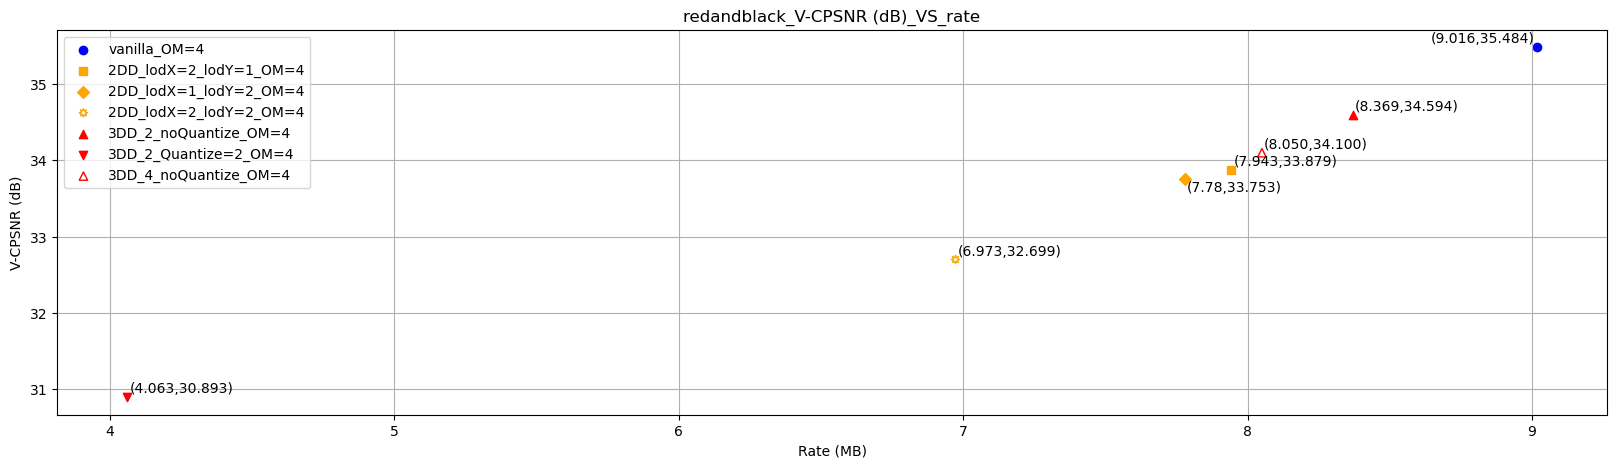 redandblack_V-CPSNR (dB)_VS_rate
V-CPSNR (dB)
35
34
33
32
31
vanilla_OM=4
2DD_lodX=2_lodY=1_OM=4
2DD_lodX=1_lodY=2_OM=4
2DD_lodX=2_lodY=2_OM=4
3DD_2_noQuantize_OM=4
3DD_2_Quantize=2_OM=4
3DD_4_noQuantize_OM=4
(9.016,35.484)
(8.369,34.594)
(8.050,34.100)
(7.943,33.879)
(7.78,33.753)
(6.973,32.699)
(4.063,30.893)
4
5
6
7
8
9
Rate (MB)